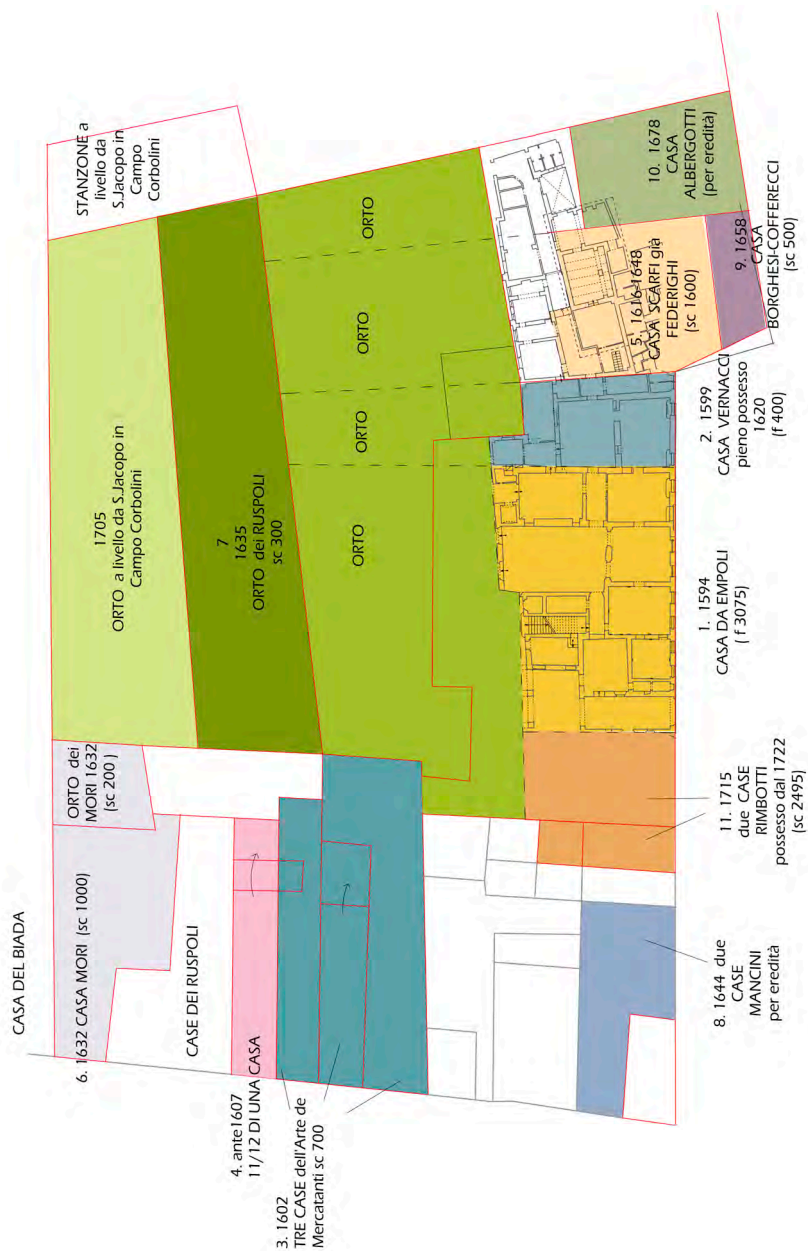 CASA DEL BIADA
6. 1632 CASA MORI (sc 1000)
ORTO dei
MORI 1632
(sc 200 )
CASE DEI RUSPOLI
4. ante1607
11/12 DI UNA CASA
3. 1602
TRE CASE dell'Arte de
Mercatanti sc 700
STANZONE a
livello da
S.Jacopo in
Campo
Corbolini
1705
ORTO a livello da S.Jacopo in
Campo Corbolini
7
1635
ORTO dei RUSPOLI
sc 300
ORTO
ORTO
ORTO
ORTO
8. 1644 due
CASE
MANCINI
per eredità
11. 1715
due CASE
RIMBOTTI
possesso dal 1722
(sc 2495)
1. 1594
CASA DA EMPOLI
( f 3075)
2. 1599
CASA VERNACCI
pieno possesso
1620
(f 400)
5. 1616-1648
CASA SCARFI già
FEDERIGHI
(sc 1600)
9. 1658
CASA
BORGHESI-COFFERECCI
(sc 500)
10. 1678
CASA
ALBERGOTTI
(per eredità)